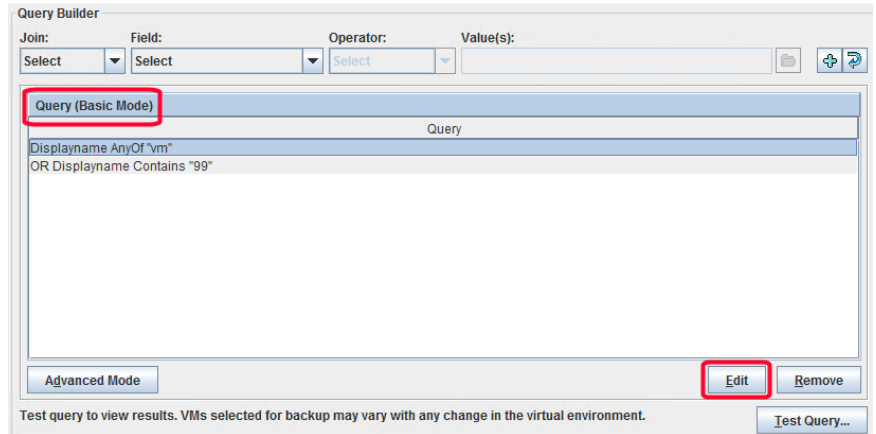 Query Builder
Join: Field: Operator: Value(s):
Select Select Select
Query (Basic Mode)
Query
Displayname AnyOf "vm"
OR Displayname Contains "99"
Advanced Mode Edit Remove
Test query to view results. VMs selected for backup may vary with any change in the virtual environment. Test Query...